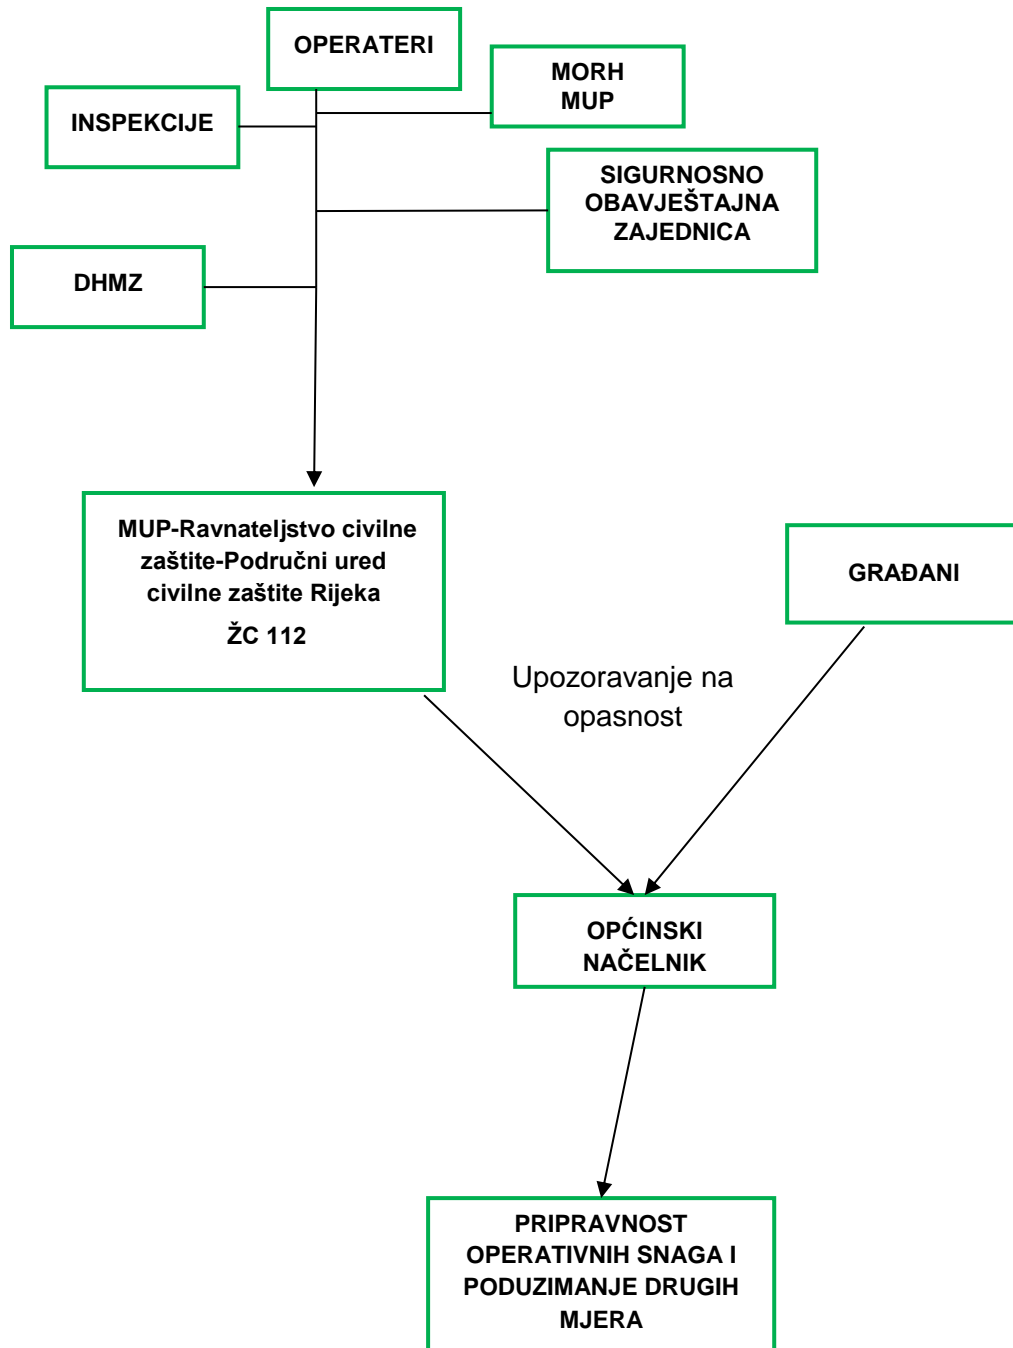 OPERATERI
MORH
MUP
INSPEKCIJE
SIGURNOSNO
OBAVJEŠTAJNA
ZAJEDNICA
DHMZ
MUP-Ravnateljstvo civilne
zaštite-Područni ured
civilne zaštite Rijeka
ŽC 112
GRAĐANI
Upozoravanje na
opasnost
OPĆINSKI
NAČELNIK
PRIPRAVNOST
OPERATIVNIH SNAGA I
PODUZIMANJE DRUGIH
MJERA